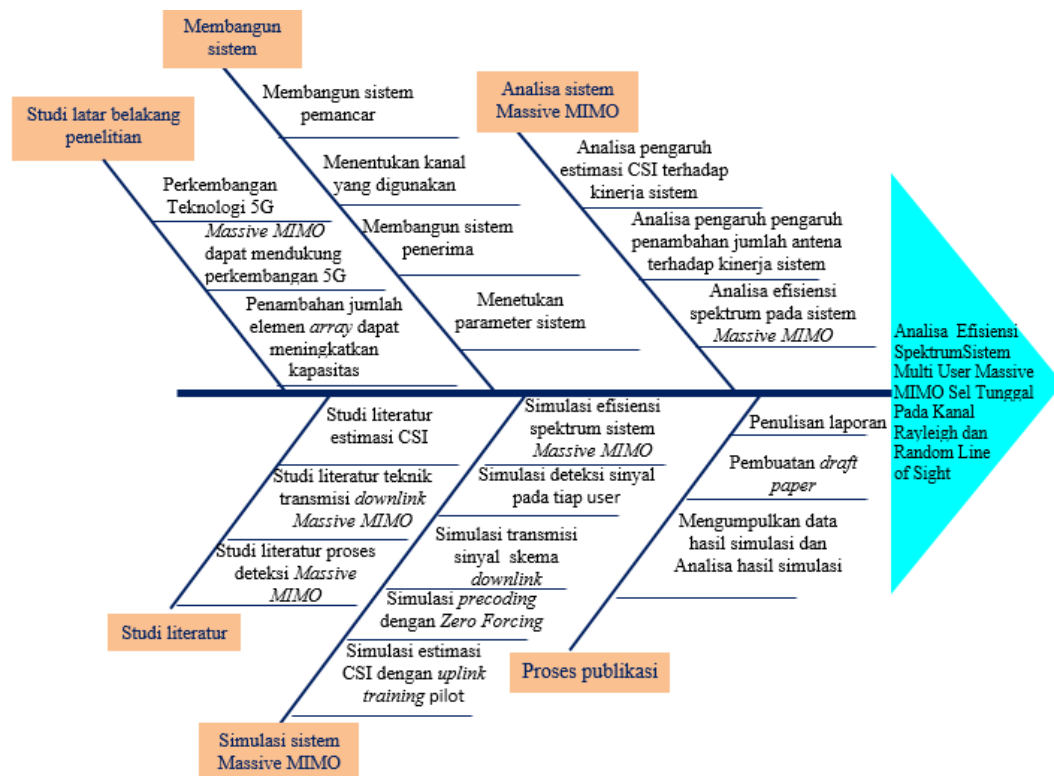 Membangun
sistem
Membangun sistem
pemancar
Menentukan kanal
yang digunakan
Membangun sistem
penerima
Menetukan
parameter sistem
Studi latar belakang
penelitian
Perkembangan
Teknologi 5G
Massive MIMO
dapat mendukung
perkembangan 5G
Penambahan jumlah
elemen array dapat
meningkatkan
kapasitas
Analisa sistem
Massive MIMO
Analisa pengaruh
estimasi CSI terhadap
kinerja sistem
Analisa pengaruh pengaruh
penambahan jumlah antena
terhadap kinerja sistem
Analisa efisiensi
spektrum pada sistem
Massive MIMO
Analisa Efisiensi
SpektrumSistem
Multi User Massive
MIMO Sel Tunggal
Pada Kanal
Rayleigh dan
Random Line
of Sight
Studi literatur
estimasi CSI
Studi literatur teknik
transmisi downlink
Massive MIMO
Studi literatur proses
deteksi Massive
MIMO
Studi literatur
Simulasi efisiensi
spektrum sistem
Massive MIMO
Simulasi deteksi sinyal
pada tiap user
Simulasi transmisi
sinyal skema
downlink
Simulasi precoding
dengan Zero Forcing
Simulasi estimasi
CSI dengan uplink
training pilot
Simulasi sistem
Massive MIMO
Penulisan laporan
Pembuatan draft
paper
Mengumpulkan data
hasil simulasi dan
Analisa hasil simulasi
Proses publikasi